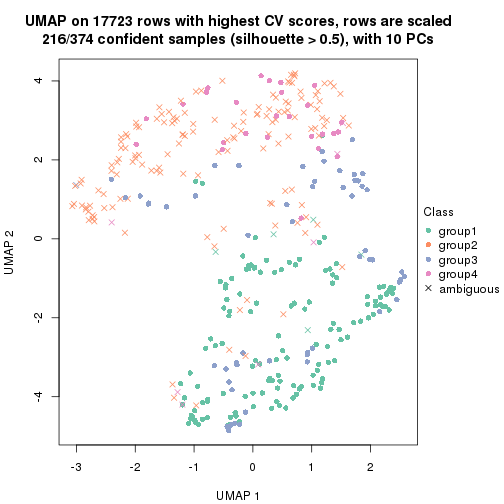 UMAP on 17723 rows with highest CV scores, rows are scaled
216/374 confident samples (silhouette > 0.5), with 10 PCs
4
2
0
-2
-4
UMAP 2
-3
-2
-1
0
1
2
UMAP 1
Class
group1
group2
group3
group4
ambiguous